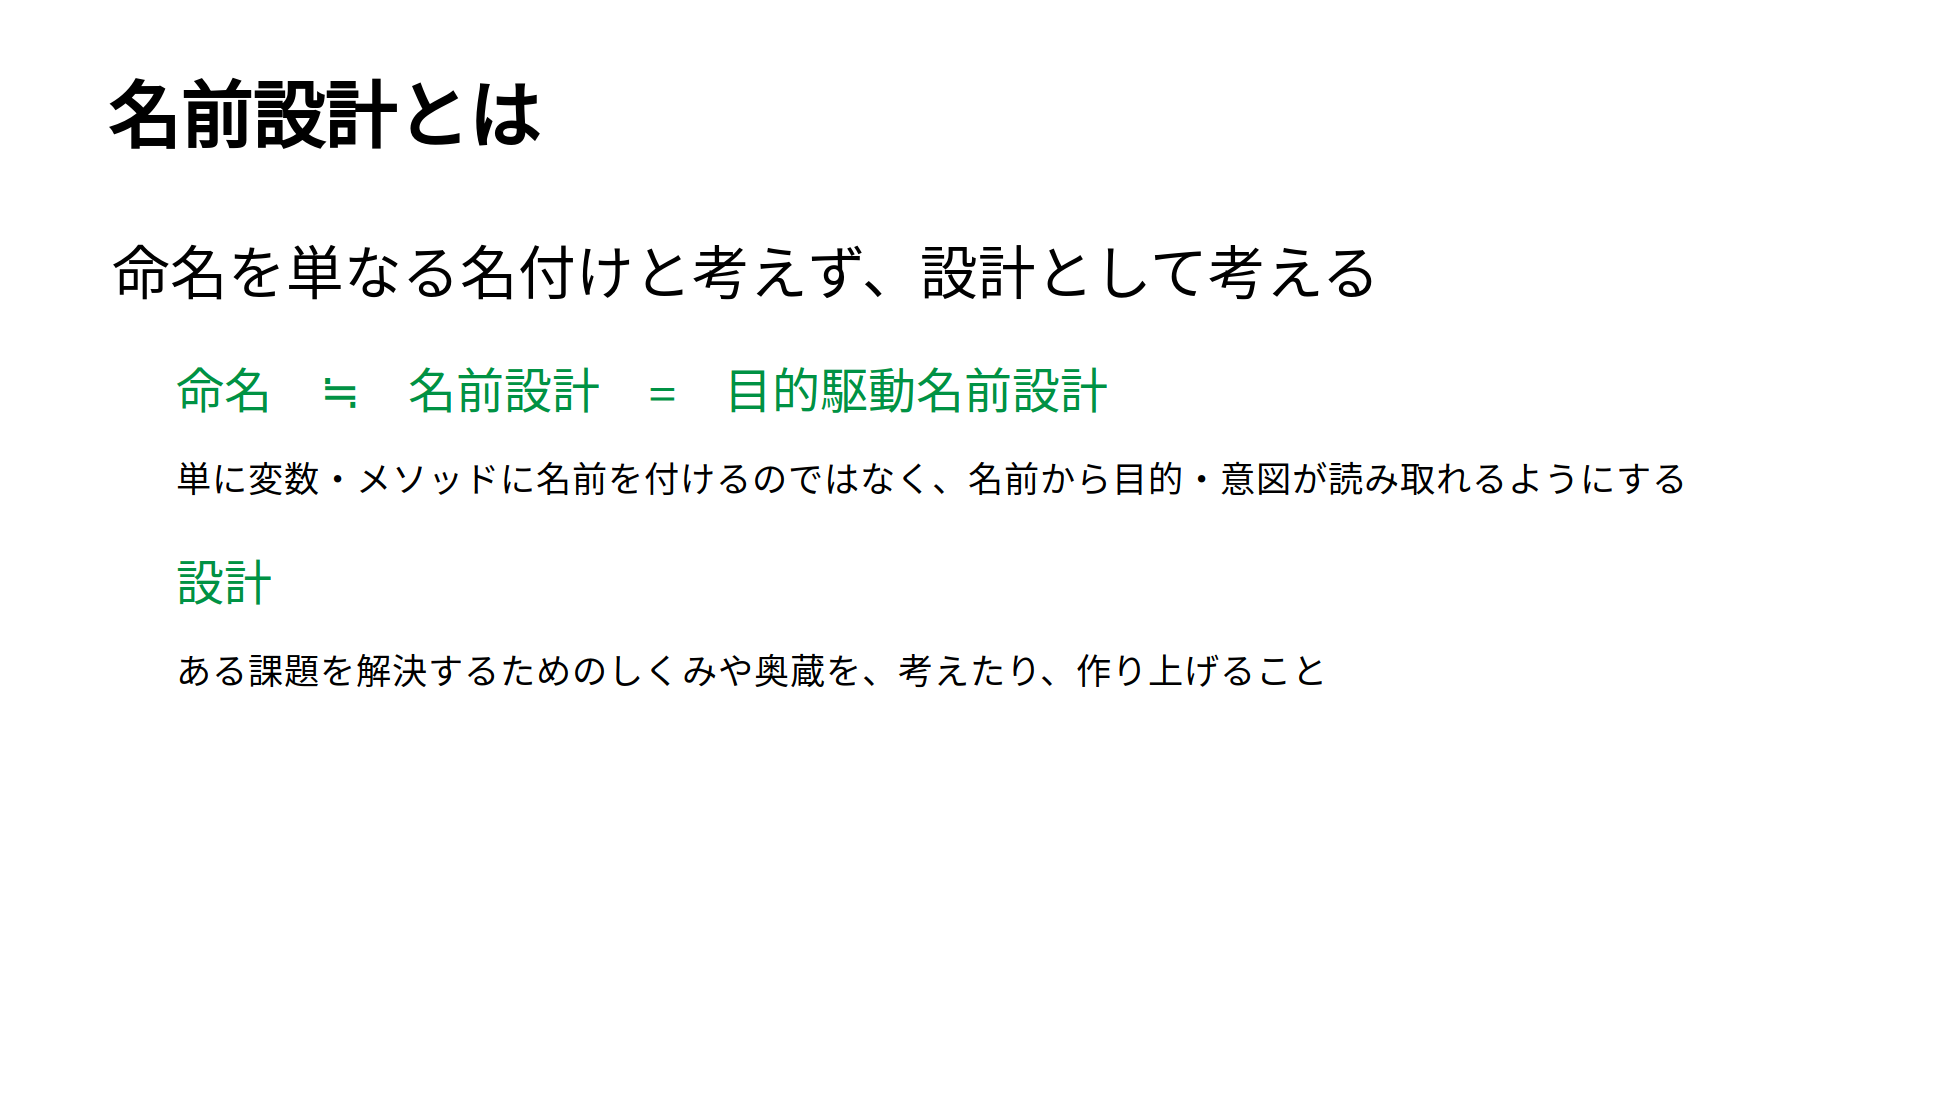 名前設計とは
命名を単なる名付けと考えず、設計として考える
命名　≒　名前設計　=　目的駆動名前設計
単に変数・メソッドに名前を付けるのではなく、名前から目的・意図が読み取れるようにする
設計
ある課題を解決するためのしくみや奥蔵を、考えたり、作り上げること